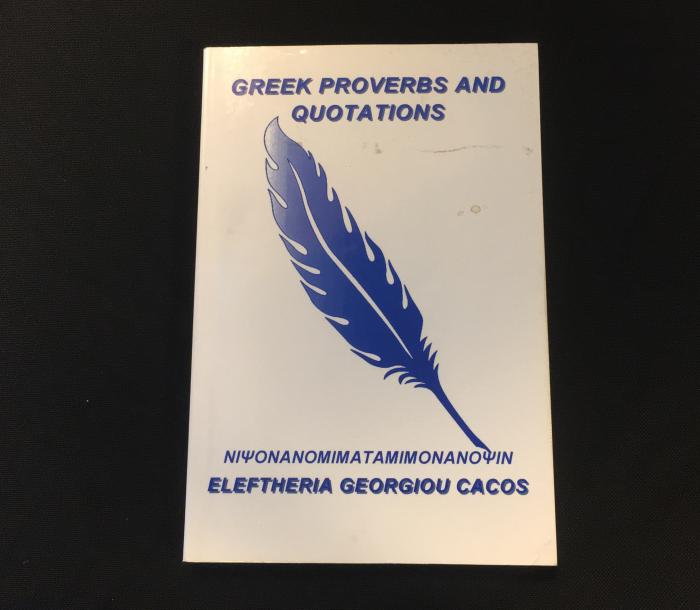 GREEK PROVERBS AND
QUOTATIONS
ΝΙΨΟΝΑΝΟΜΙΜΑΤΑΜΙΜΟΝΑΝΟΨΙΝ
ELEFTHERIA GEORGIOU CACOS